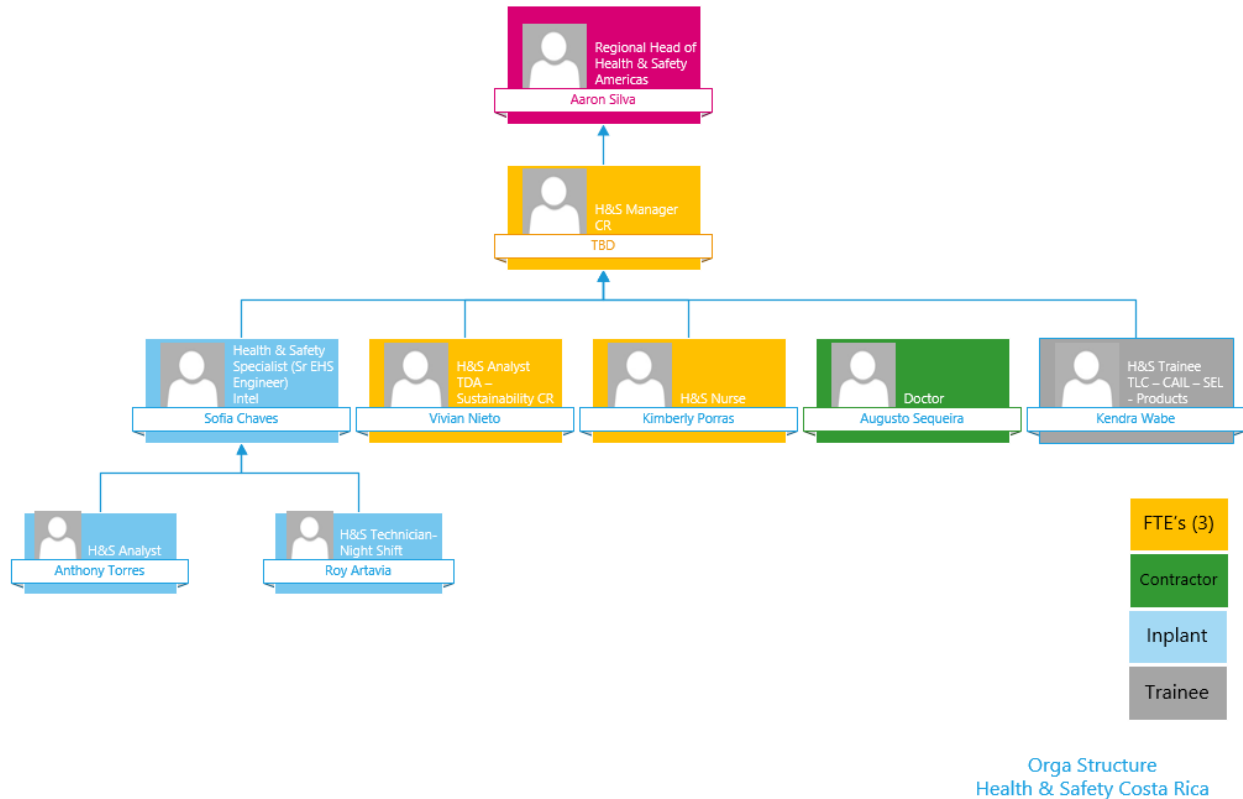 Regional Head of
Health & Safety
Americas
Aaron Silva
H&S Manager
CR
TBD
Health & Safety
Specialist (Sr EHS
Engineer)
Intel
Sofia Chaves
H&S Analyst
TDA –
Sustainability CR
Vivian Nieto
H&S Nurse
Kimberly Porras
Doctor
Augusto Sequeira
H&S Trainee
TLC – CAIL – SEL
- Products
Kendra Wabe
H&S Analyst
Anthony Torres
H&S Technician-
Night Shift
Roy Artavia
FTE's (3)
Contractor
Inplant
Trainee
Orga Structure
Health & Safety Costa Rica